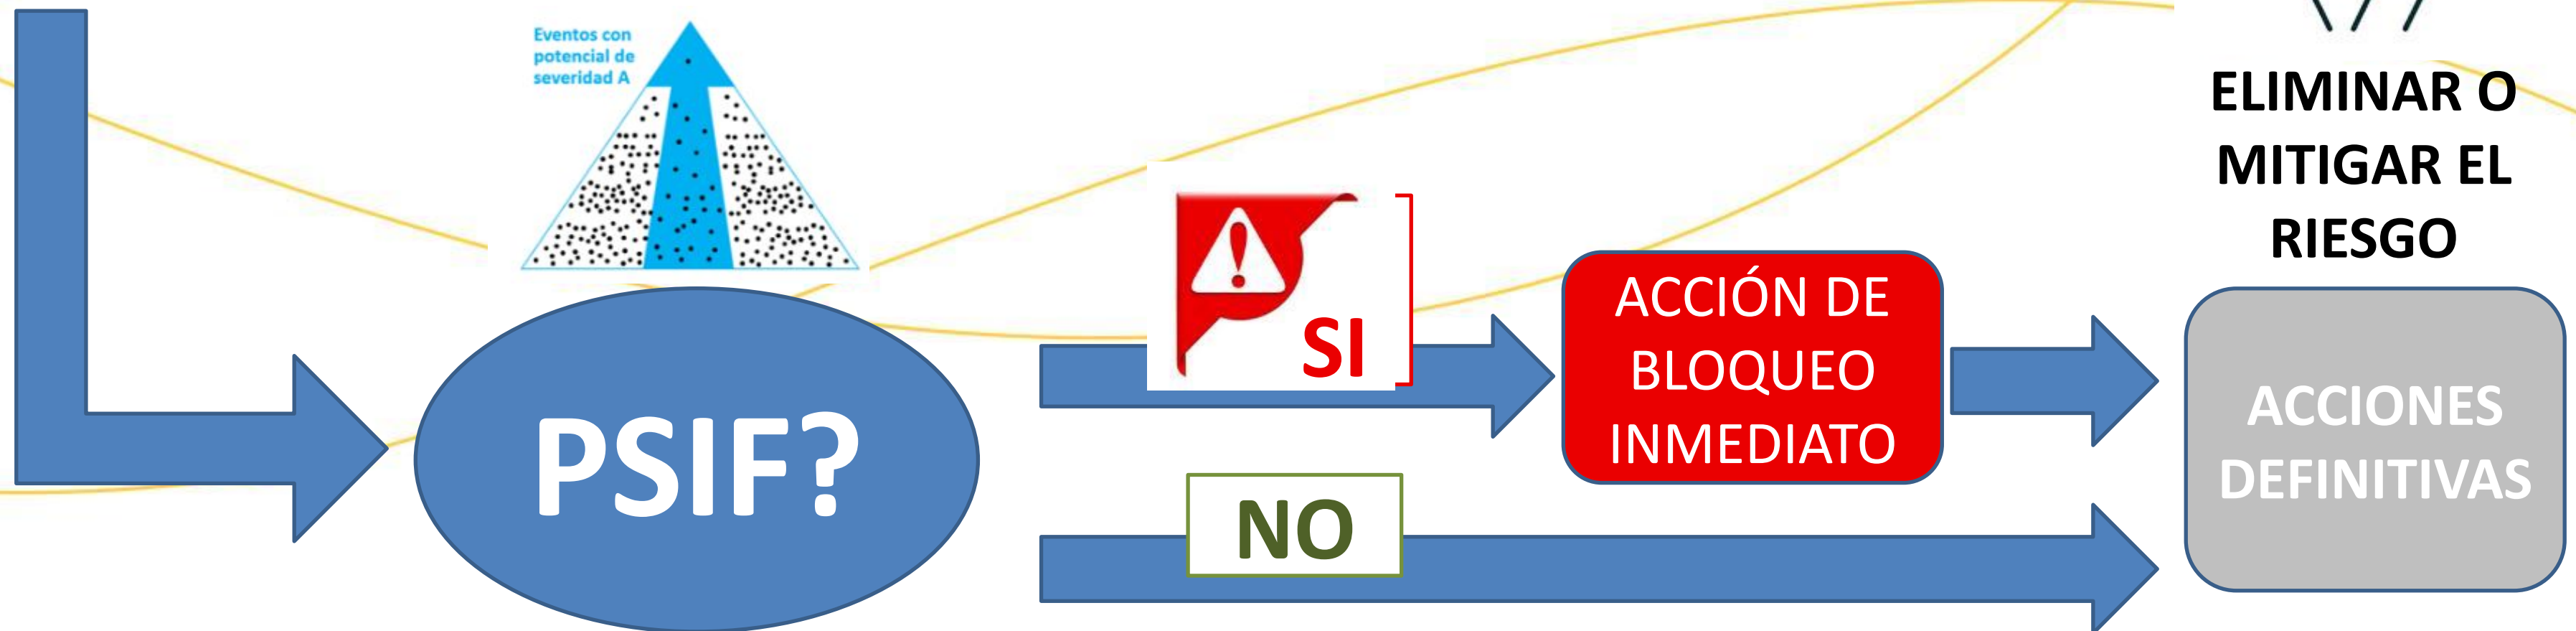 Eventos con
potencial de
severidad A
PSIF?
SI
NO
ACCIÓN DE
BLOQUEO
INMEDIATO
ELIMINAR O
MITIGAR EL
RIESGO
ACCIONES
DEFINITIVAS